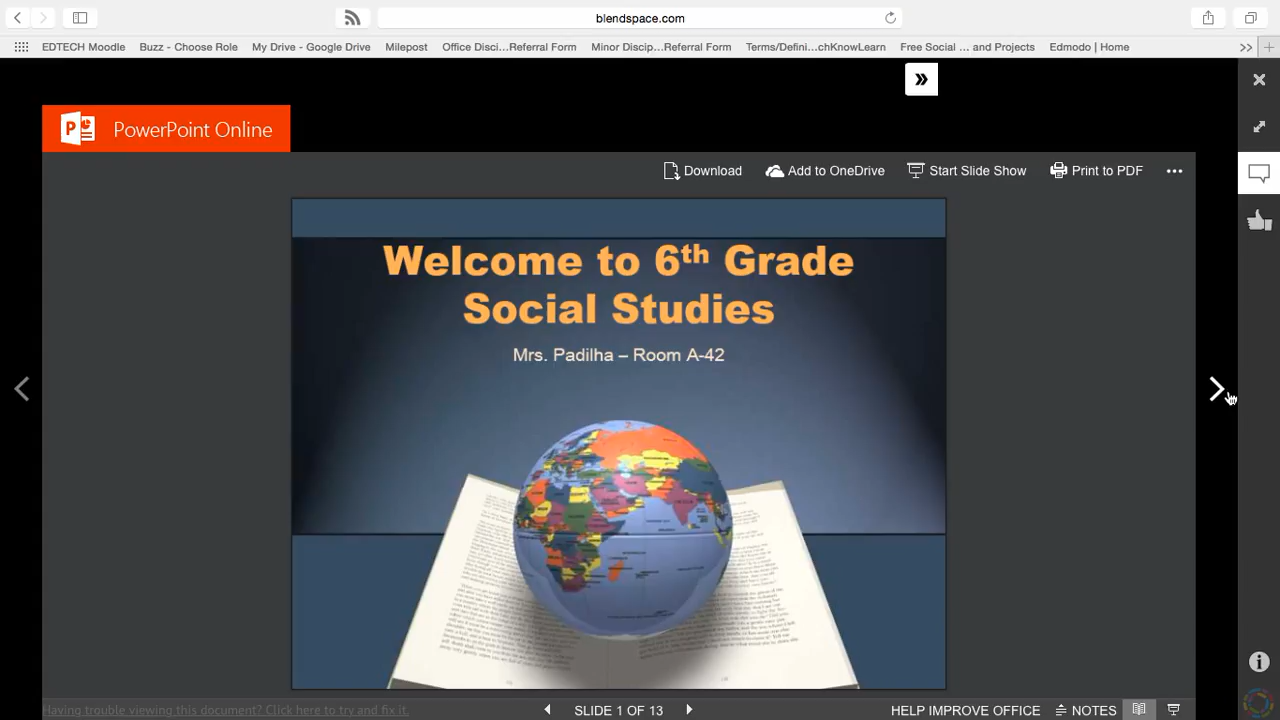 blendspace.com
EDTECH Moodle
Buzz - Choose Role
My Drive - Google Drive
Milepost
Office Disci...Referral Form
Minor Discip...Referral Form
Terms/Defini...chKnowLearn
Free Social ... and Projects
Edmodo | Home
PowerPoint Online
Download
Add to OneDrive
Start Slide Show
Print to PDF
Welcome to 6th Grade
Social Studies
Mrs. Padilha – Room A-42
Having trouble viewing this document? Click here to try and fix it.
SLIDE 1 OF 13
HELP IMPROVE OFFICE
NOTES